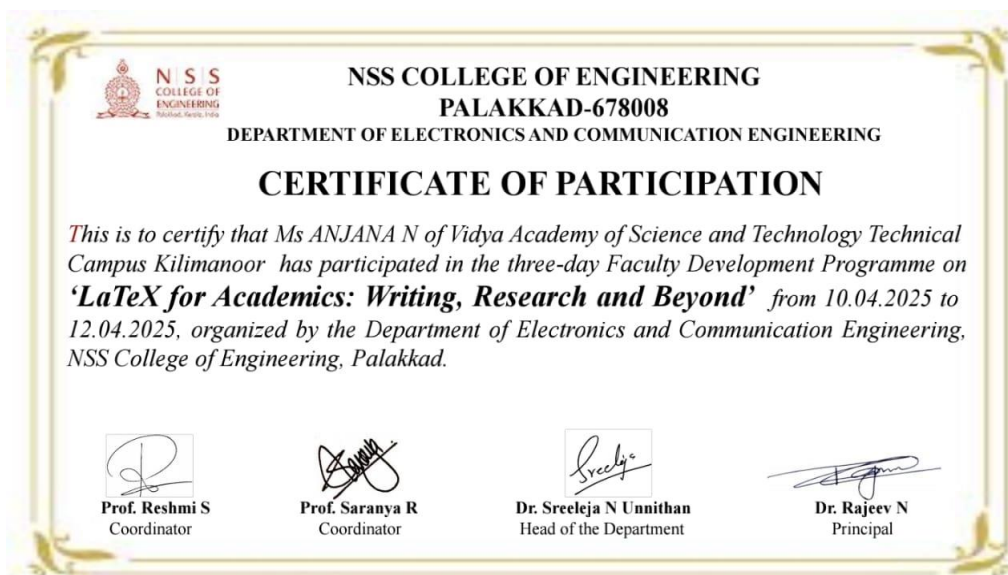 N S S
COLLEGE OF
ENGINEERING
Palakkad, Kerala, India
NSS COLLEGE OF ENGINEERING
PALAKKAD-678008
DEPARTMENT OF ELECTRONICS AND COMMUNICATION ENGINEERING
CERTIFICATE OF PARTICIPATION
This is to certify that Ms ANJANA N of Vidya Academy of Science and Technology Technical
Campus Kilimanoor has participated in the three-day Faculty Development Programme on
‘LaTeX for Academics: Writing, Research and Beyond’ from 10.04.2025 to
12.04.2025, organized by the Department of Electronics and Communication Engineering,
NSS College of Engineering, Palakkad.
Sreeleja
Prof. Reshmi S
Coordinator
Prof. Saranya R
Coordinator
Dr. Sreeleja N Unnithan
Head of the Department
Dr. Rajeev N
Principal